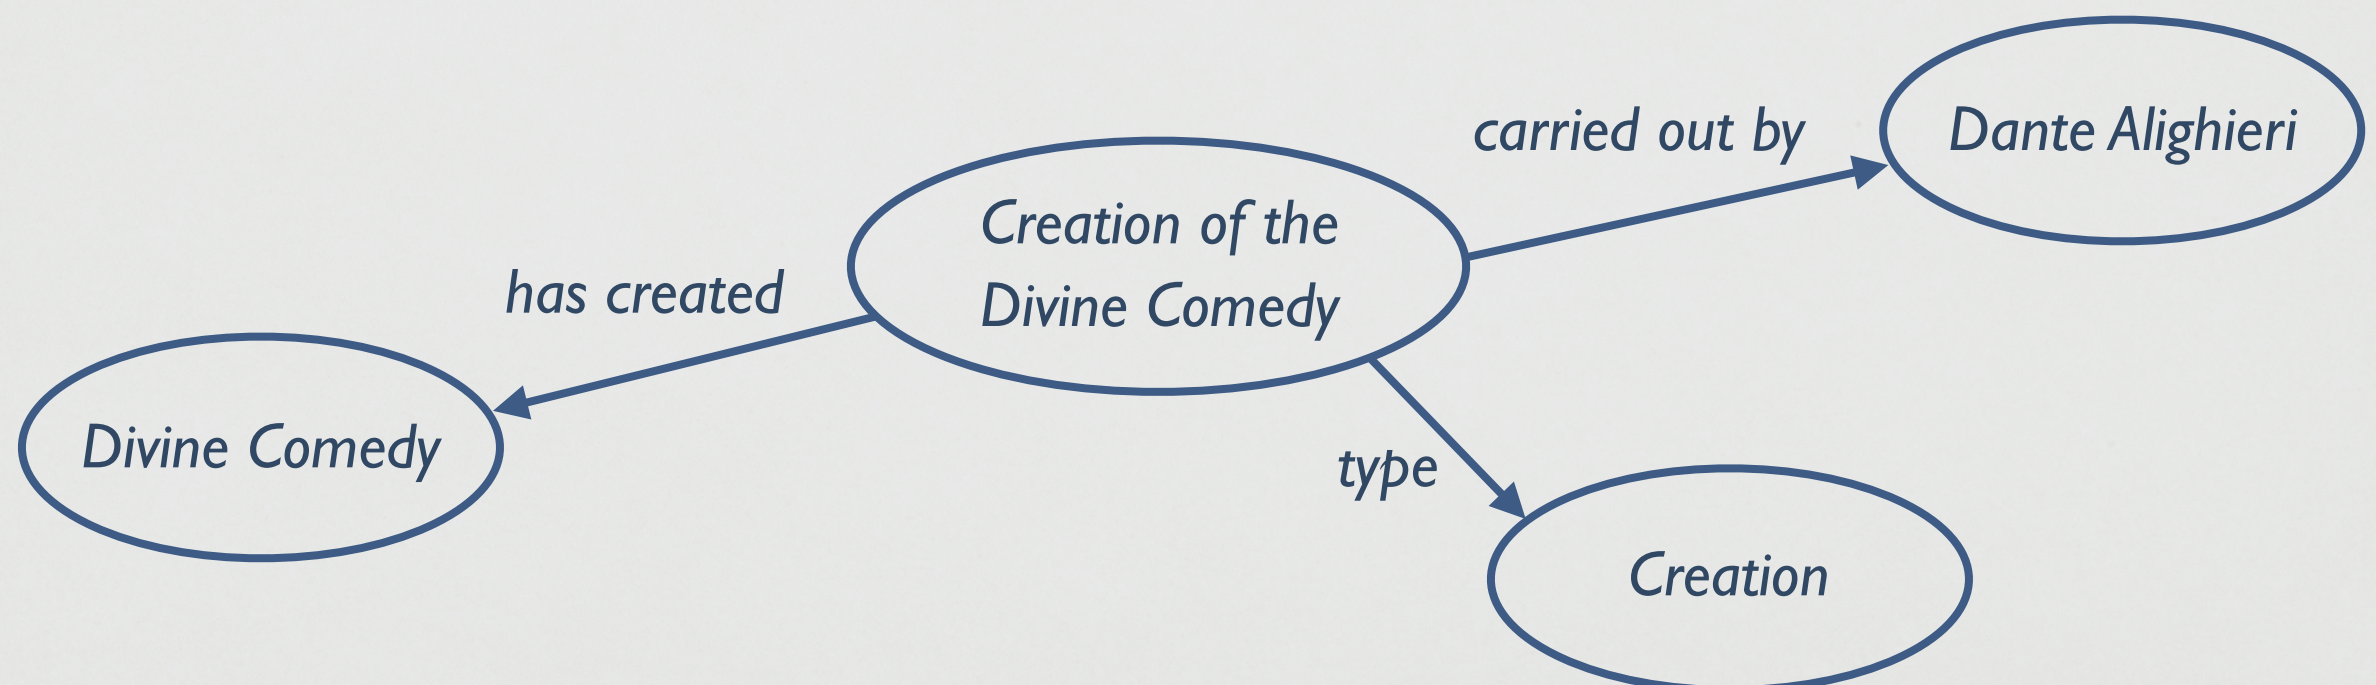 carried out by
Dante Alighieri
Creation of the
Divine Comedy
has created
Divine Comedy
type
Creation